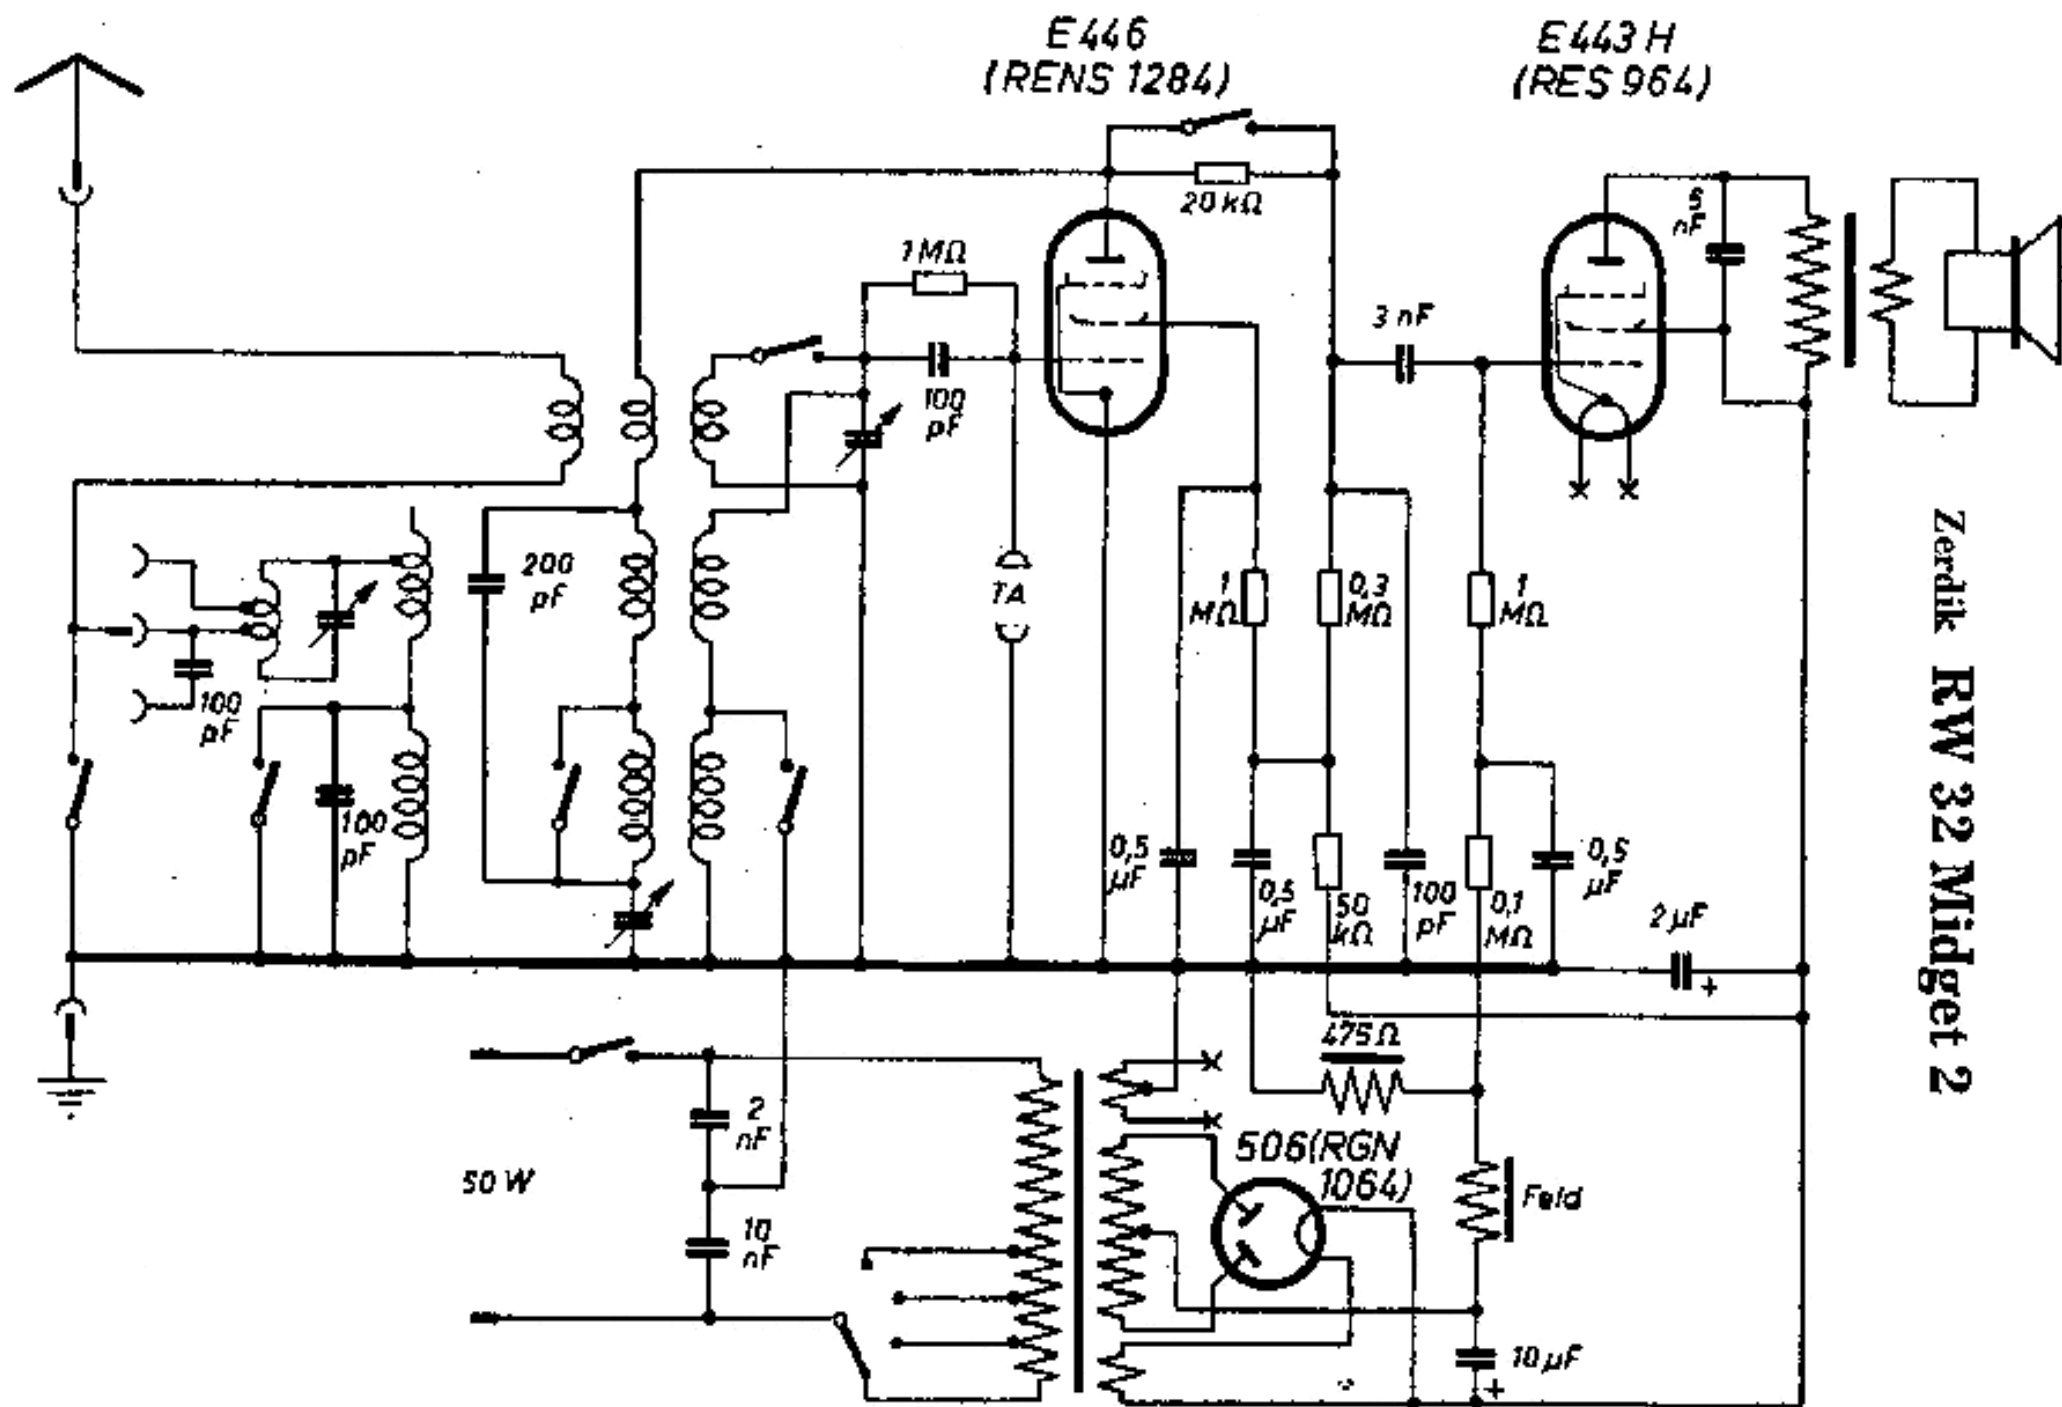 E 446
(RENS 1284)
E 443 H
(RES 964)
20 kΩ
5
nF
1 MΩ
3 nF
100
pF
200
pF
TA
1
MΩ
0,3
MΩ
1
MΩ
100
pF
100
pF
0,5
µF
0,5
µF
50
kΩ
100
pF
0,1
MΩ
0,5
µF
2 µF
+
475 Ω
2
nF
506 (RGN
1064)
50 W
Feld
10
nF
10 µF
+
Zerdik RW 32 Midget 2